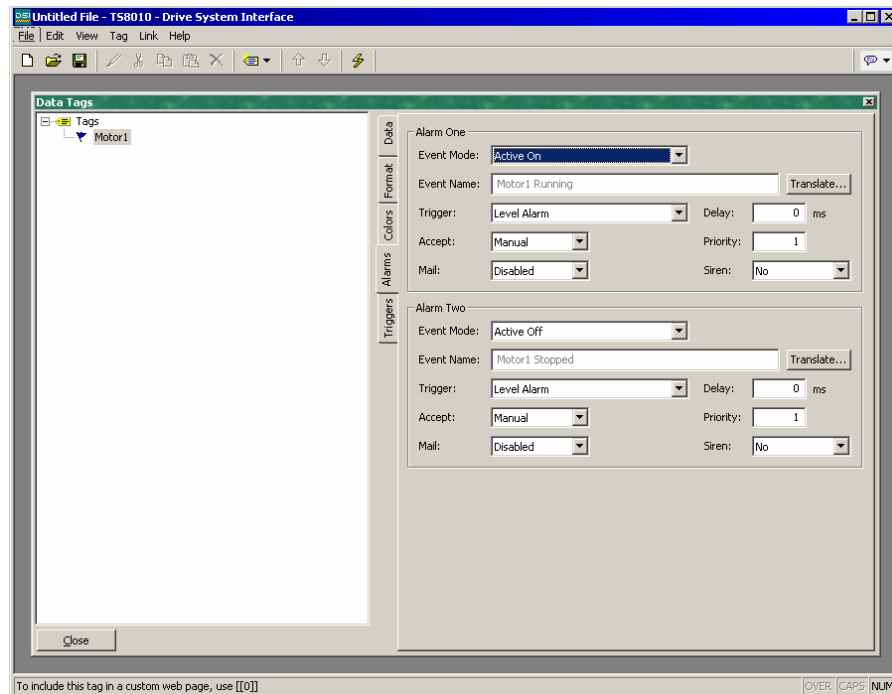 DSI Untitled File - TS8010 - Drive System Interface
File Edit View Tag Link Help
Data Tags
Tags
Motor1
Close
Data
Format
Colors
Alarms
Triggers
Alarm One
Event Mode: Active On
Event Name: Motor1 Running Translate...
Trigger: Level Alarm Delay: 0 ms
Accept: Manual Priority: 1
Mail: Disabled Siren: No
Alarm Two
Event Mode: Active Off
Event Name: Motor1 Stopped Translate...
Trigger: Level Alarm Delay: 0 ms
Accept: Manual Priority: 1
Mail: Disabled Siren: No
To include this tag in a custom web page, use [[0]] OVER CAPS NUM